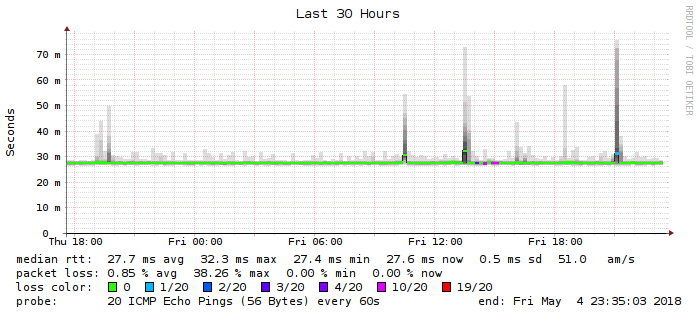 Last 30 Hours
RRDTOOL / TOBI OETIKER
Seconds
70 m
60 m
50 m
40 m
30 m
20 m
10 m
0
Thu 18:00 Fri 00:00 Fri 06:00 Fri 12:00 Fri 18:00
median rtt: 27.7 ms avg 32.3 ms max 27.4 ms min 27.6 ms now 0.5 ms sd 51.0 am/s
packet loss: 0.85 % avg 38.26 % max 0.00 % min 0.00 % now
loss color: 0 1/20 2/20 3/20 4/20 10/20 19/20
probe: 20 ICMP Echo Pings (56 Bytes) every 60s end: Fri May 4 23:35:03 2018